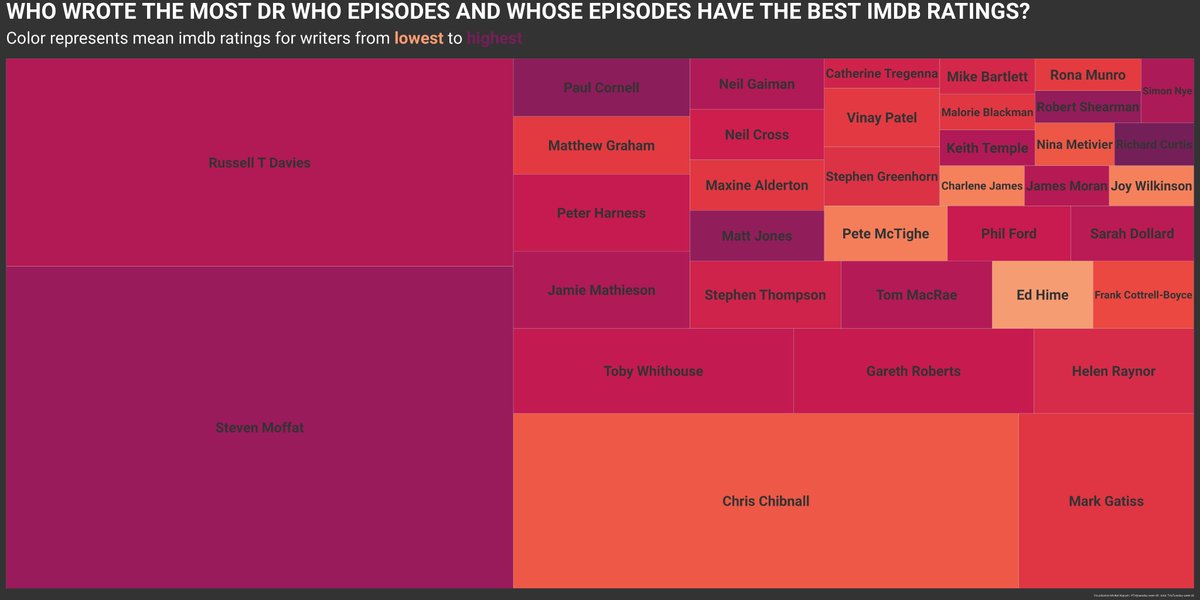 WHO WROTE THE MOST DR WHO EPISODES AND WHOSE EPISODES HAVE THE BEST IMDB RATINGS?
Color represents mean imdb ratings for writers from lowest to highest
Russell T Davies
Steven Moffat
Paul Cornell
Matthew Graham
Peter Harness
Jamie Mathieson
Neil Gaiman
Neil Cross
Maxine Alderton
Matt Jones
Catherine Tregenna
Vinay Patel
Stephen Greenhorn
Mike Bartlett
Malorie Blackman
Keith Temple
Rona Munro
Robert Shearman
Simon Nye
Nina Metivier
Richard Curtis
Charlene James
James Moran
Joy Wilkinson
Pete McTighe
Phil Ford
Sarah Dollard
Stephen Thompson
Tom MacRae
Ed Hime
Frank Cottrell-Boyce
Toby Whithouse
Gareth Roberts
Helen Raynor
Chris Chibnall
Mark Gatiss